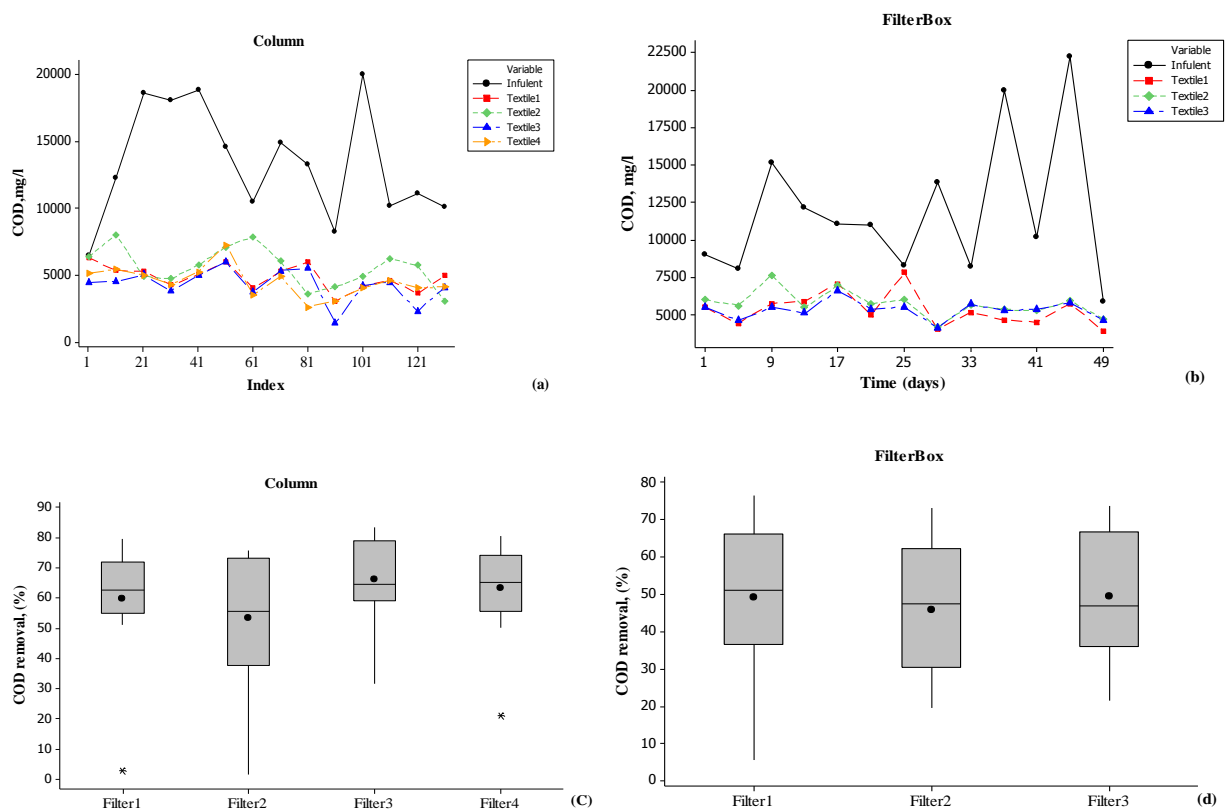 Column
COD,mg/l
20000
15000
10000
5000
0
1
21
41
61
81
101
121
Index
(a)
Variable
Infulent
Textile1
Textile2
Textile3
Textile4
FilterBox
COD, mg/l
22500
20000
17500
15000
12500
10000
7500
5000
1
9
17
25
33
41
49
Time (days)
(b)
Variable
Infulent
Textile1
Textile2
Textile3
Column
COD removal, (%)
90
80
70
60
50
40
30
20
10
0
Filter1
Filter2
Filter3
Filter4
(C)
FilterBox
COD removal, (%)
80
70
60
50
40
30
20
10
0
Filter1
Filter2
Filter3
(d)